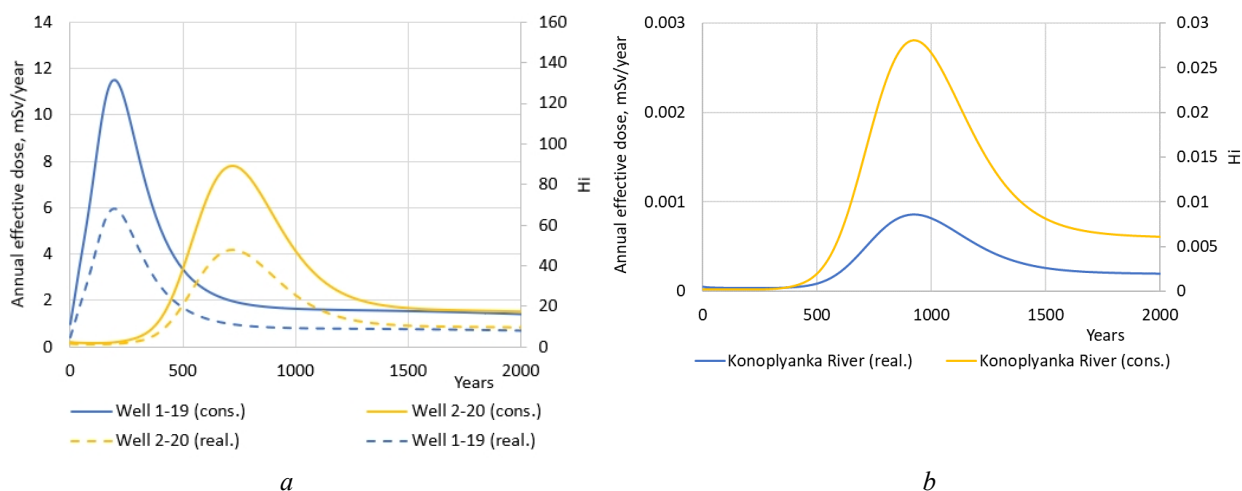 Annual effective dose, mSv/year
14
12
10
8
6
4
2
0
160
140
120
100
80
60
40
20
0
Hi
0
500
1000
1500
2000
Years
Well 1-19 (cons.)
Well 2-20 (cons.)
Well 2-20 (real.)
Well 1-19 (real.)
a
Annual effective dose, mSv/year
0.003
0.002
0.001
0
0.03
0.025
0.02
0.015
0.01
0.005
0
Hi
0
500
1000
1500
2000
Years
Konoplyanka River (real.)
Konoplyanka River (cons.)
b